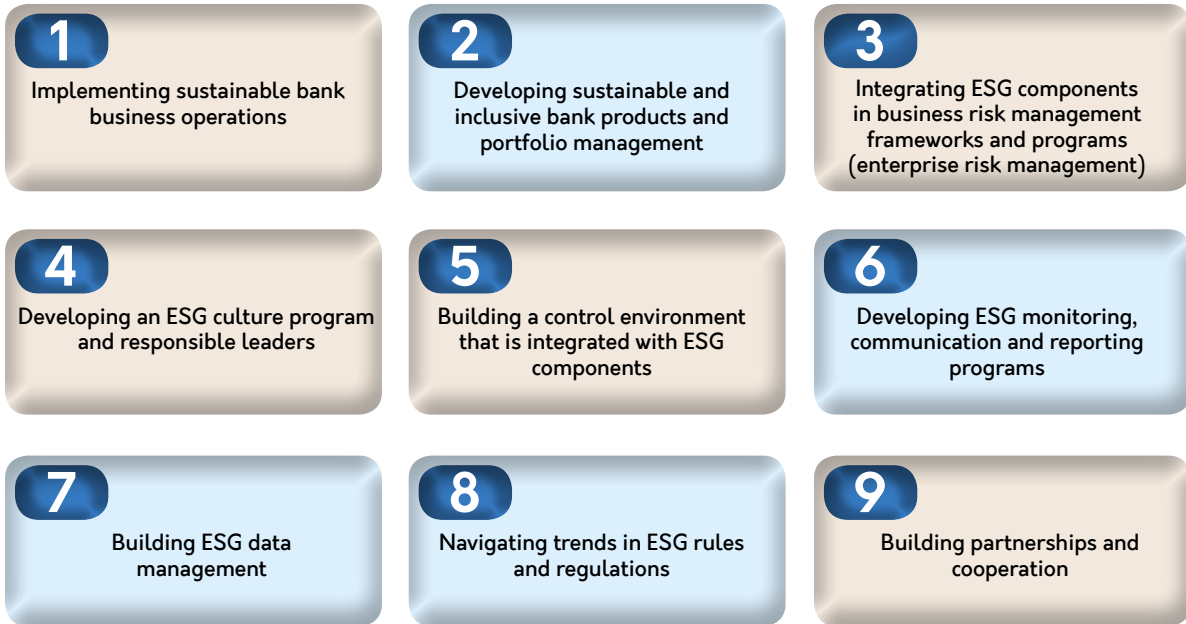 1
Implementing sustainable bank
business operations
2
Developing sustainable and
inclusive bank products and
portfolio management
3
Integrating ESG components
in business risk management
frameworks and programs
(enterprise risk management)
4
Developing an ESG culture program
and responsible leaders
5
Building a control environment
that is integrated with ESG
components
6
Developing ESG monitoring,
communication and reporting
programs
7
Building ESG data
management
8
Navigating trends in ESG rules
and regulations
9
Building partnerships and
cooperation